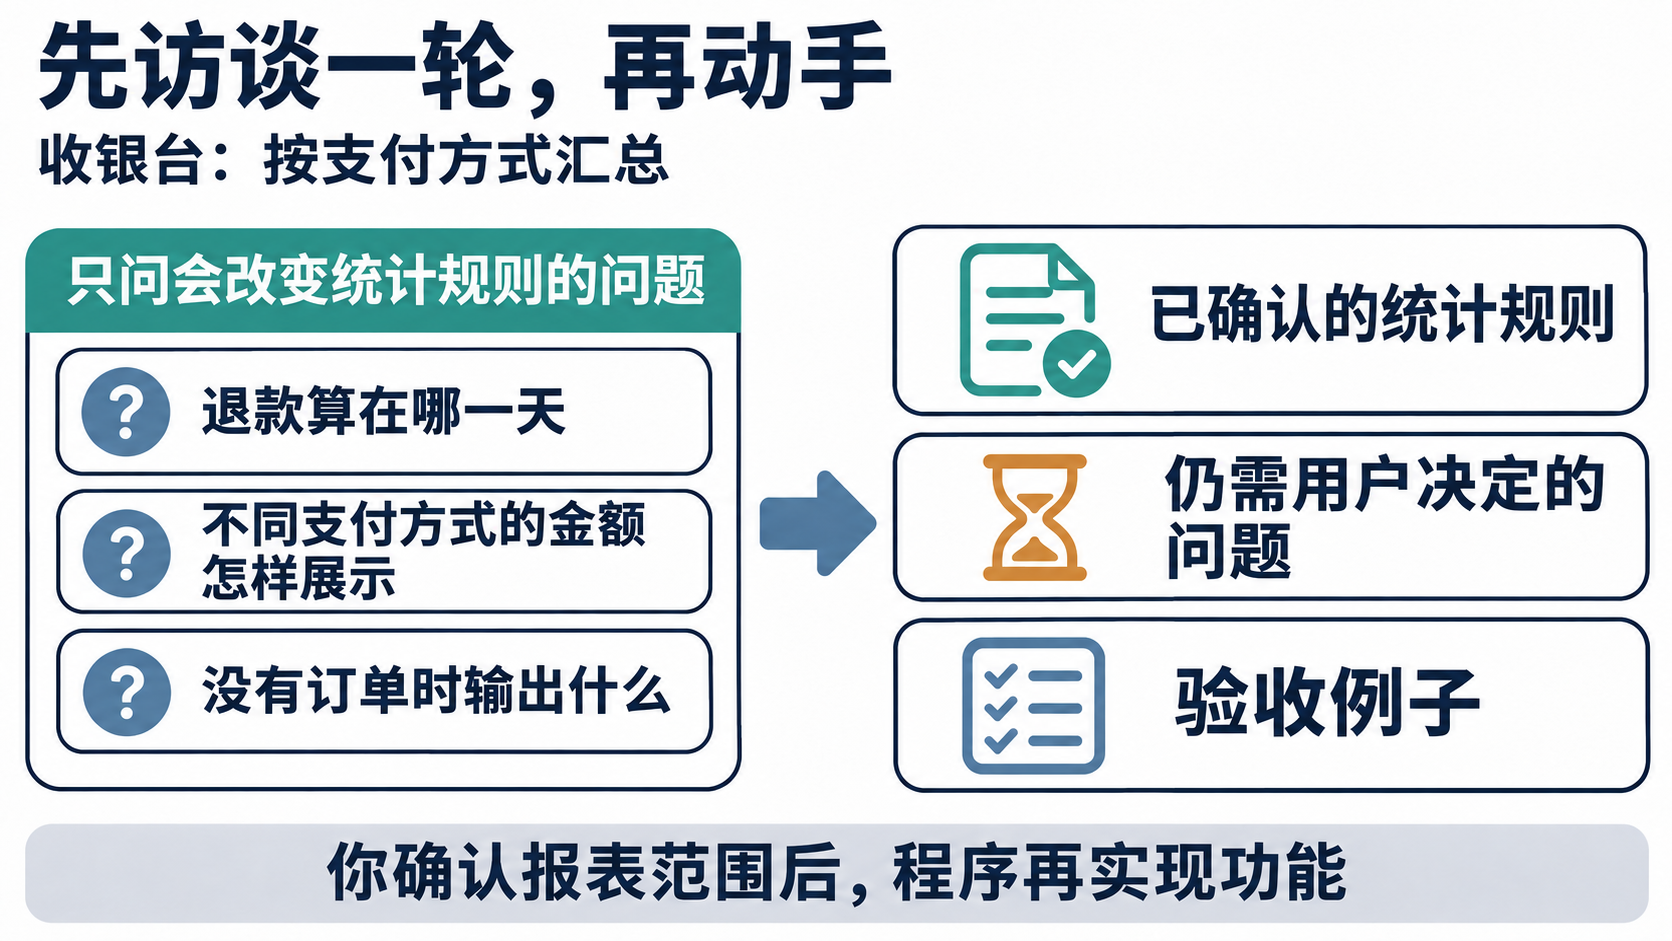 先访谈一轮，再动手
收银台：按支付方式汇总
只问会改变统计规则的问题
退款算在哪一天
不同支付方式的金额
怎样展示
没有订单时输出什么
已确认的统计规则
仍需用户决定的
问题
验收例子
你确认报表范围后，程序再实现功能